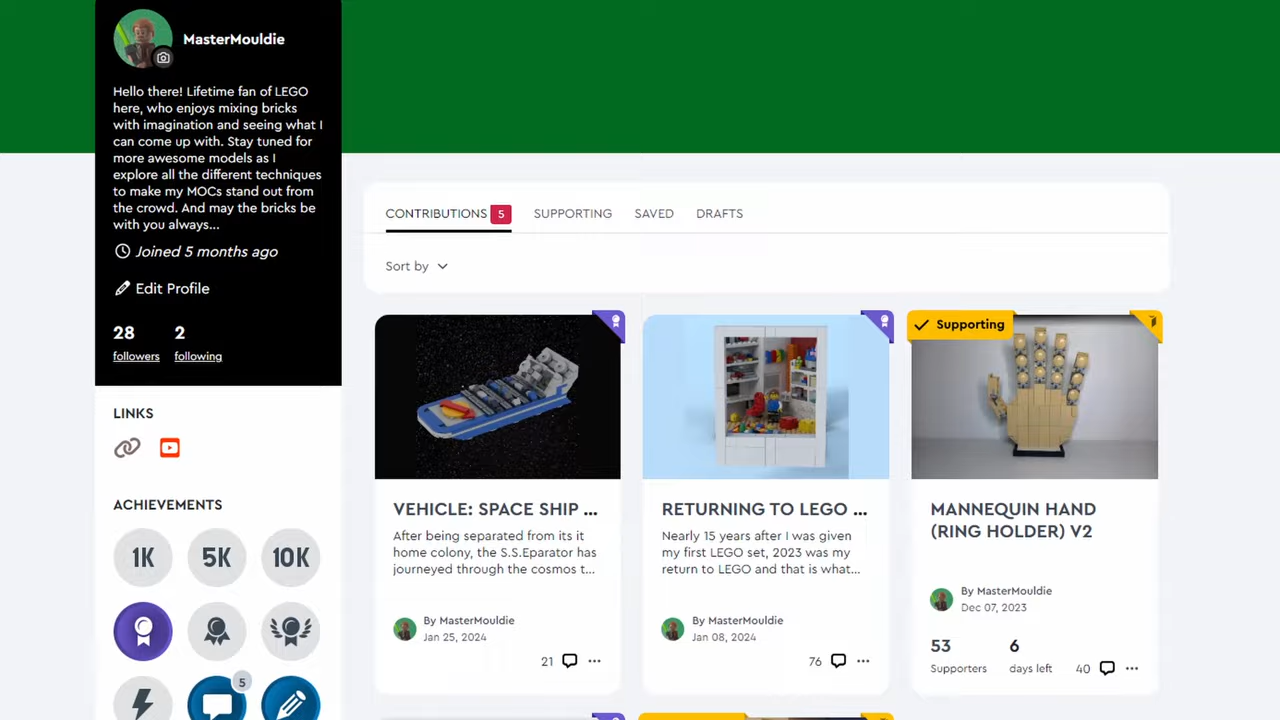 MasterMouldie
Hello there! Lifetime fan of LEGO
here, who enjoys mixing bricks
with imagination and seeing what I
can come up with. Stay tuned for
more awesome models as I
explore all the different techniques
to make my MOCs stand out from
the crowd. And may the bricks be
with you always...
Joined 5 months ago
Edit Profile
28 2
followers following
LINKS
ACHIEVEMENTS
1K 5K 10K
5
CONTRIBUTIONS 5 SUPPORTING SAVED DRAFTS
Sort by
VEHICLE: SPACE SHIP ...
After being separated from its it
home colony, the S.S.Eparator has
journeyed through the cosmos t...
By MasterMouldie
Jan 25, 2024
21
RETURNING TO LEGO ...
Nearly 15 years after I was given
my first LEGO set, 2023 was my
return to LEGO and that is what...
By MasterMouldie
Jan 08, 2024
76
Supporting
MANNEQUIN HAND
(RING HOLDER) V2
By MasterMouldie
Dec 07, 2023
53 6
Supporters days left 40